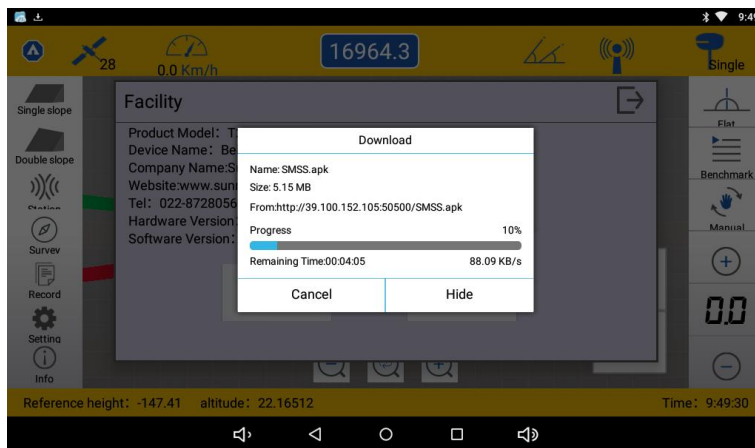 9:49
28
0.0 Km/h
16964.3
Single
Single slope
Double slope
Station
Survey
Record
Setting
Info
Facility
Product Model: T
Device Name: Be
Company Name:S
Website:www.sun
Tel: 022-8728056
Hardware Version
Software Version:
Download
Name: SMSS.apk
Size: 5.15 MB
From:http://39.100.152.105:50500/SMSS.apk
Progress 10%
Remaining Time:00:04:05 88.09 KB/s
Cancel Hide
Flat
Benchmark
Manual
0.0
Reference height: -147.41 altitude: 22.16512 Time: 9:49:30